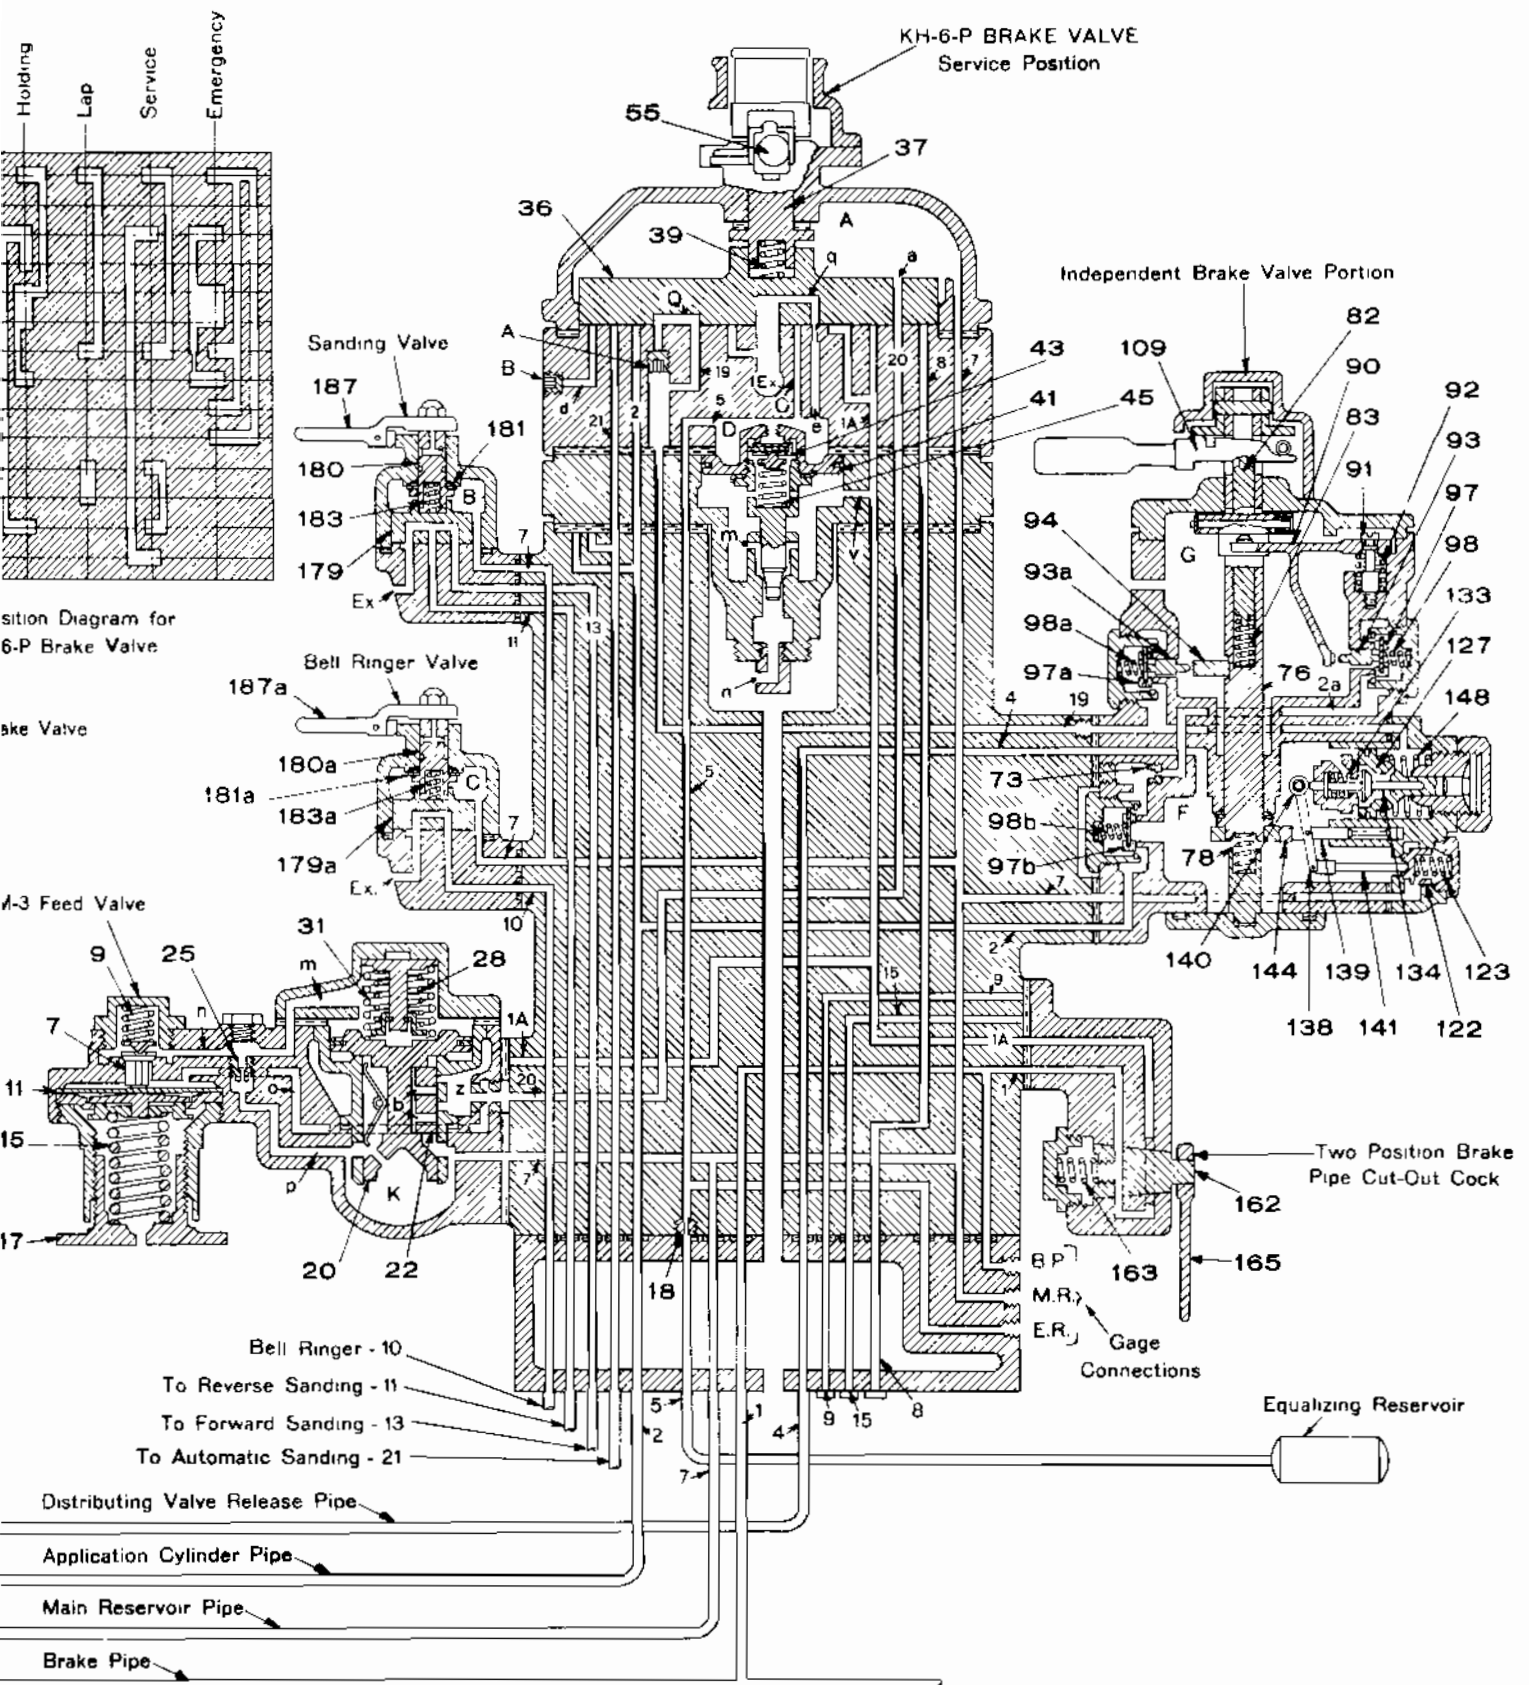 Holding
Lap
Service
Emergency
KH-6-P BRAKE VALVE
Service Position
55
37
36
39
A
q
a
Q
Independent Brake Valve Portion
82
Sanding Valve
187
A
B
d
21
2
19
5
D
Ex
C
e
1A
20
8
7
43
41
45
109
90
83
92
93
91
97
98
181
180
B
183
179
Ex
7
11
13
m
v
n
94
93a
98a
97a
G
133
127
76
2a
148
sition Diagram for
6-P Brake Valve
Bell Ringer Valve
187a
ake Valve
180a
181a
183a
C
179a
Ex.
7
10
5
4
19
73
98b
97b
F
78
7
2
140
144
139
134
123
138
141
122
M-3 Feed Valve
9
25
31
m
28
n
7
11
15
17
o
b
z
p
K
20
22
1A
20
7
15
9
1A
1
Two Position Brake
Pipe Cut-Out Cock
162
163
165
18
B.P.
M.R.
E.R.
Gage
Connections
Bell Ringer - 10
To Reverse Sanding - 11
To Forward Sanding - 13
To Automatic Sanding - 21
2
5
7
1
4
9
15
8
Equalizing Reservoir
Distributing Valve Release Pipe
Application Cylinder Pipe
Main Reservoir Pipe
Brake Pipe